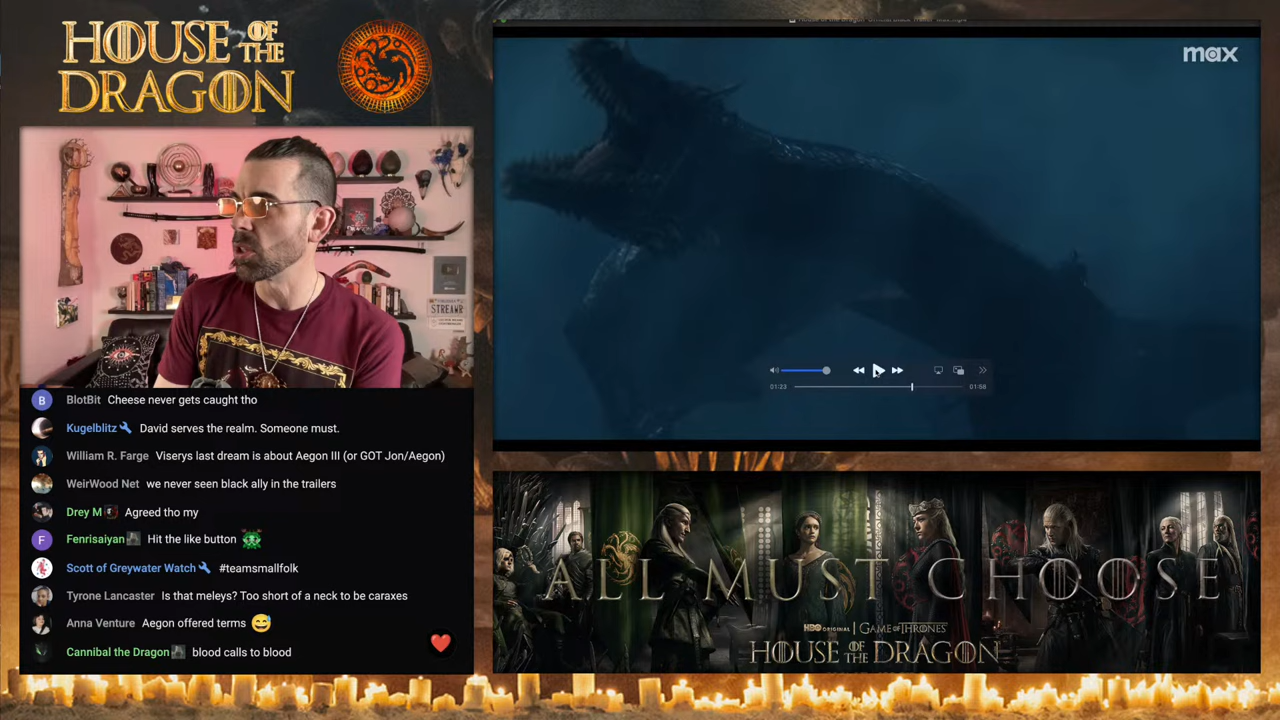 HOUSE OF THE DRAGON
max
01:23
01:58
STREAMR
BlotBit Cheese never gets caught tho
Kugelblitz David serves the realm. Someone must.
William R. Farge Viserys last dream is about Aegon III (or GOT Jon/Aegon)
WeirWood Net we never seen black ally in the trailers
Drey M Agreed tho my
Fenrisaiyan Hit the like button
Scott of Greywater Watch #teamsmallfolk
Tyrone Lancaster Is that meleys? Too short of a neck to be caraxes
Anna Venture Aegon offered terms
Cannibal the Dragon blood calls to blood
B
F
ALL MUST CHOOSE
HBO ORIGINAL | GAME OF THRONES
HOUSE OF THE DRAGON